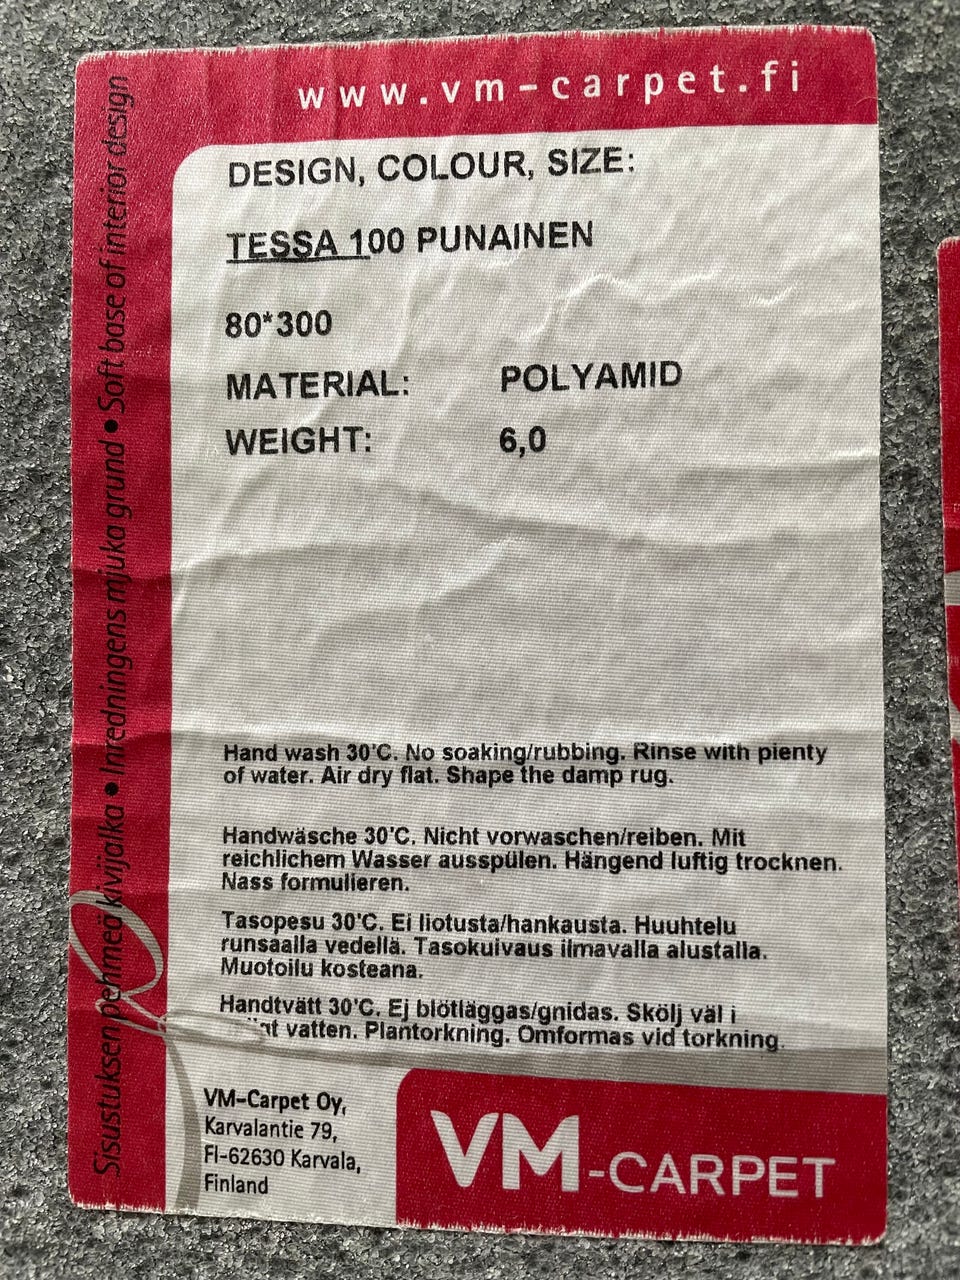 www.vm-carpet.fi
DESIGN, COLOUR, SIZE:
TESSA 100 PUNAINEN
80*300
MATERIAL: POLYAMID
WEIGHT: 6,0
Hand wash 30'C. No soaking/rubbing. Rinse with plenty
of water. Air dry flat. Shape the damp rug.
Handwäsche 30'C. Nicht vorwaschen/reiben. Mit
reichlichem Wasser ausspülen. Hängend luftig trocknen.
Nass formulieren.
Tasopesu 30'C. Ei liotusta/hankausta. Huuhtelu
runsaalla vedellä. Tasokuivaus ilmavalla alustalla.
Muotoilu kosteana.
Handtvätt 30'C. Ej blötläggas/gnidas. Skölj väl i
vatten. Plantorkning. Omformas vid torkning.
VM-Carpet Oy,
Karvalantie 79,
FI-62630 Karvala,
Finland
VM-CARPET
Sisustuksen pehmeä kivijalka • Inredningens mjuka grund • Soft base of interior design